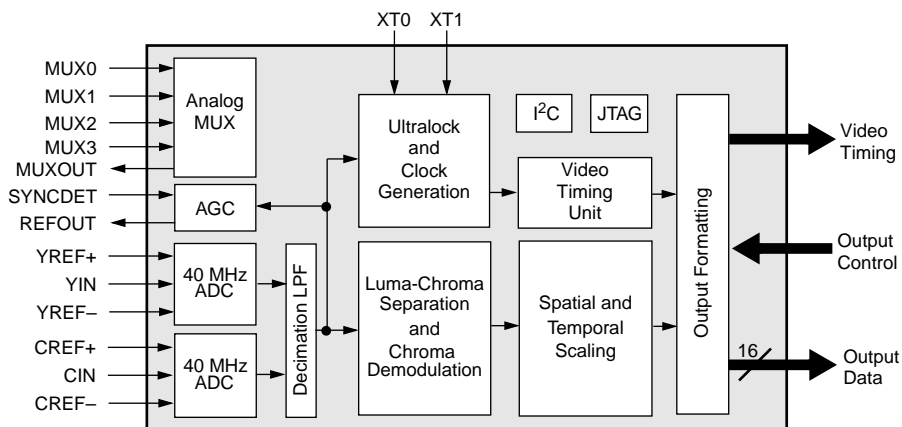 XT0 XT1
MUX0
MUX1
MUX2
MUX3
MUXOUT
SYNCDET
REFOUT
YREF+
YIN
YREF–
CREF+
CIN
CREF–
Analog
MUX
AGC
40 MHz
ADC
40 MHz
ADC
Decimation LPF
Ultralock
and
Clock
Generation
Luma-Chroma
Separation
and
Chroma
Demodulation
I²C
JTAG
Video
Timing
Unit
Spatial and
Temporal
Scaling
Output Formatting
Video
Timing
Output
Control
16
Output
Data